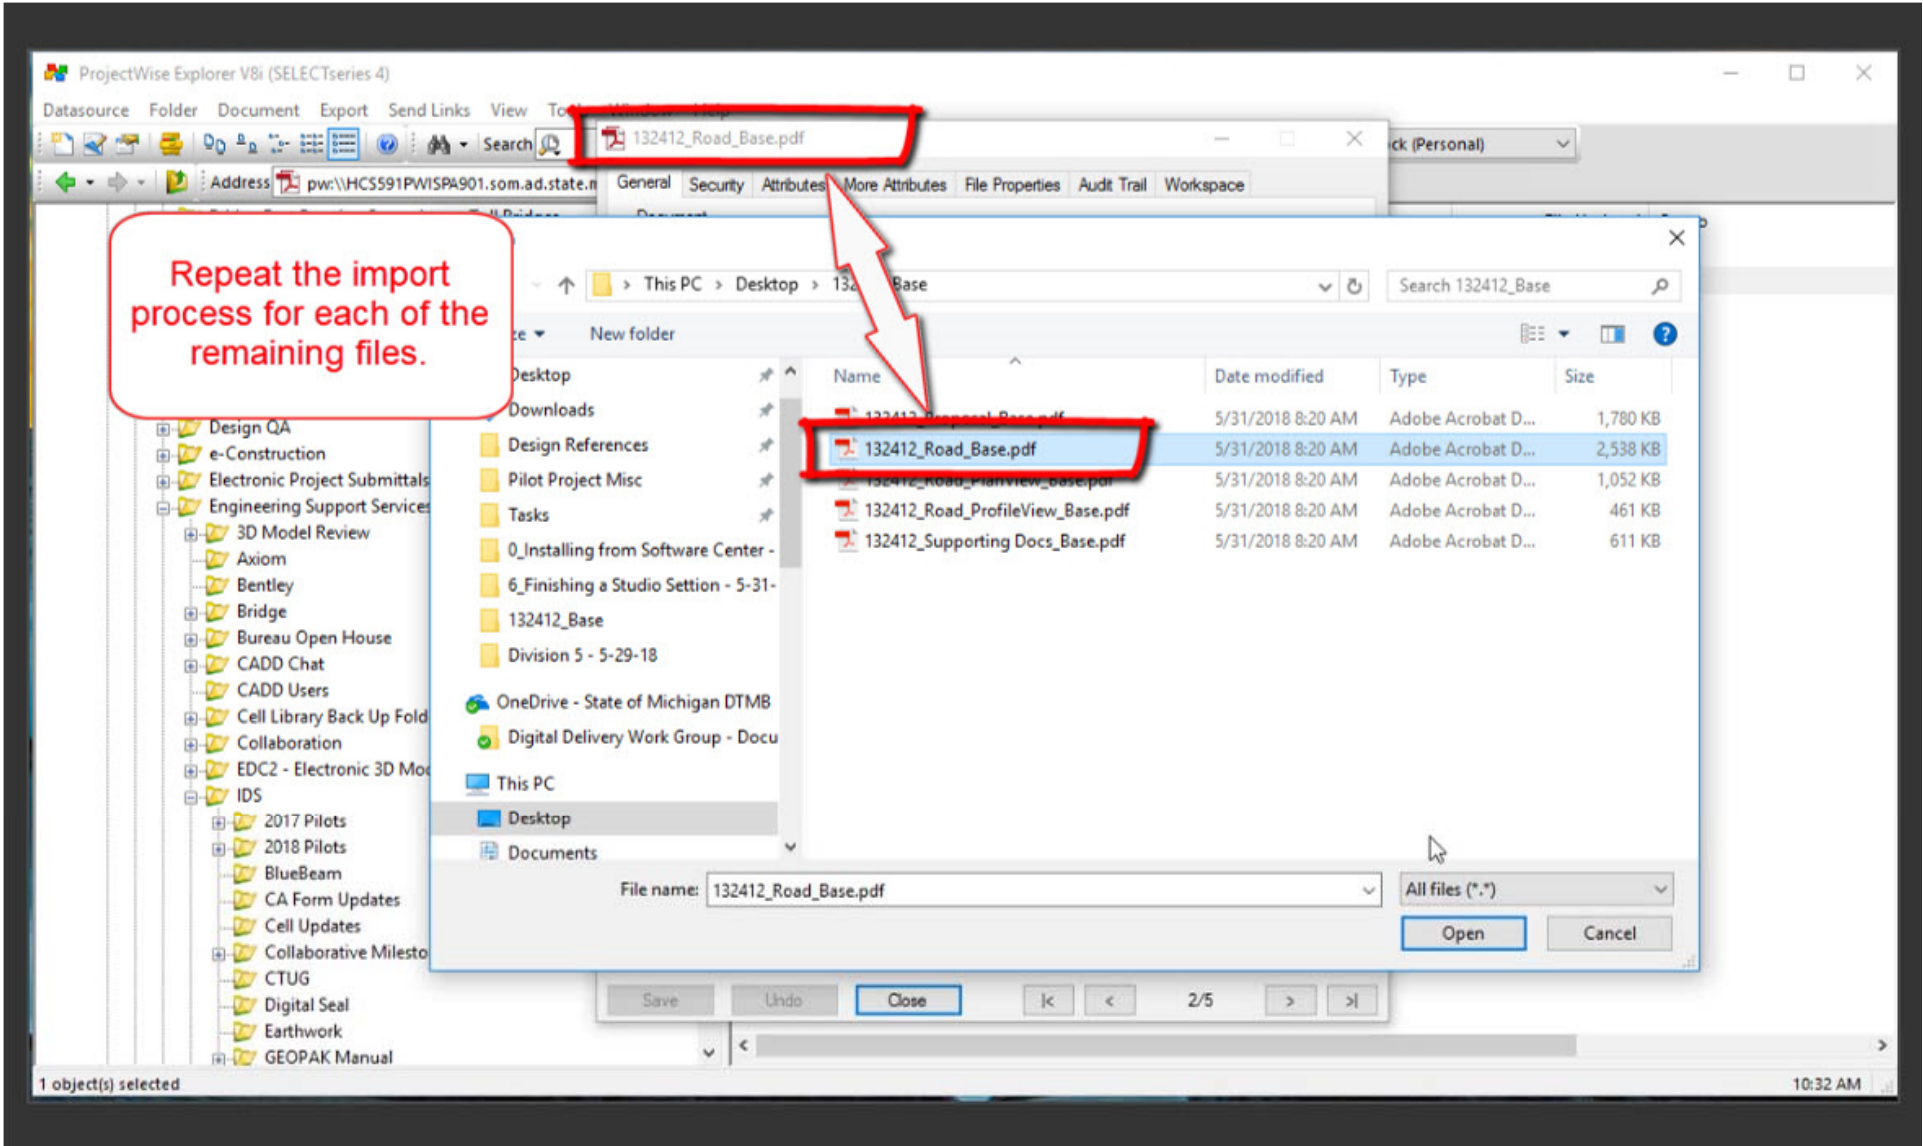 ProjectWise Explorer V8i (SELECTseries 4)
Datasource Folder Document Export Send Links View
Search
132412_Road_Base.pdf
(Personal)
Address pw:\\HCS591PWISPA901.som.ad.state.n
General Security Attributes More Attributes File Properties Audit Trail Workspace
Repeat the import
process for each of the
remaining files.
This PC > Desktop > Base
Search 132412_Base
New folder
Desktop
Downloads
Design References
Pilot Project Misc
Tasks
0_Installing from Software Center -
6_Finishing a Studio Settion - 5-31-
132412_Base
Division 5 - 5-29-18
OneDrive - State of Michigan DTMB
Digital Delivery Work Group - Docu
This PC
Desktop
Documents
Name Date modified Type Size
132412_Proposal_Base.pdf 5/31/2018 8:20 AM Adobe Acrobat D... 1,780 KB
132412_Road_Base.pdf 5/31/2018 8:20 AM Adobe Acrobat D... 2,538 KB
132412_Road_PlanView_Base.pdf 5/31/2018 8:20 AM Adobe Acrobat D... 1,052 KB
132412_Road_ProfileView_Base.pdf 5/31/2018 8:20 AM Adobe Acrobat D... 461 KB
132412_Supporting Docs_Base.pdf 5/31/2018 8:20 AM Adobe Acrobat D... 611 KB
File name: 132412_Road_Base.pdf
All files (*.*)
Open Cancel
Design QA
e-Construction
Electronic Project Submittals
Engineering Support Services
3D Model Review
Axiom
Bentley
Bridge
Bureau Open House
CADD Chat
CADD Users
Cell Library Back Up Fold
Collaboration
EDC2 - Electronic 3D Mo
IDS
2017 Pilots
2018 Pilots
BlueBeam
CA Form Updates
Cell Updates
Collaborative Milesto
CTUG
Digital Seal
Earthwork
GEOPAK Manual
Save Undo Close |< < 2/5 > >|
1 object(s) selected
10:32 AM